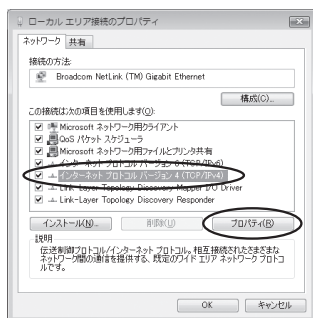 ローカル エリア接続のプロパティ
ネットワーク 共有
接続の方法:
Broadcom NetLink (TM) Gigabit Ethernet
構成(C)...
この接続は次の項目を使用します(O):
Microsoft ネットワーク用クライアント
QoS パケット スケジューラ
Microsoft ネットワーク用ファイルとプリンタ共有
インターネット プロトコル バージョン 6 (TCP/IPv6)
インターネット プロトコル バージョン 4 (TCP/IPv4)
Link-Layer Topology Discovery Mapper I/O Driver
Link-Layer Topology Discovery Responder
インストール(N)... 削除(U) プロパティ(R)
説明
伝送制御プロトコル/インターネット プロトコル。相互接続されたさまざまな
ネットワーク間の通信を提供する、既定のワイド エリア ネットワーク プロトコ
ルです。
OK キャンセル